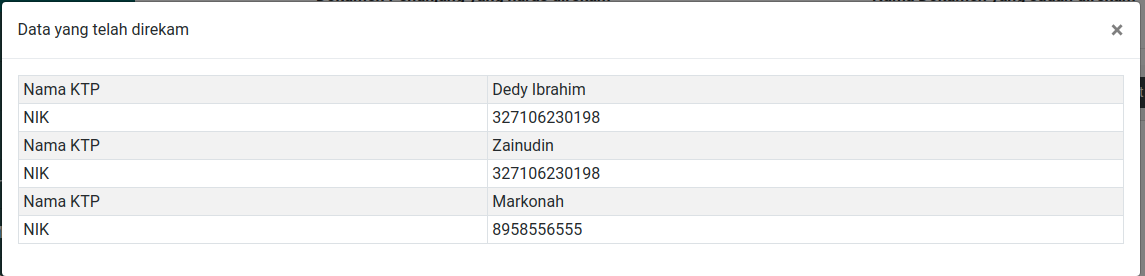 Data yang telah direkam
×
Nama KTP Dedy Ibrahim
NIK 327106230198
Nama KTP Zainudin
NIK 327106230198
Nama KTP Markonah
NIK 8958556555